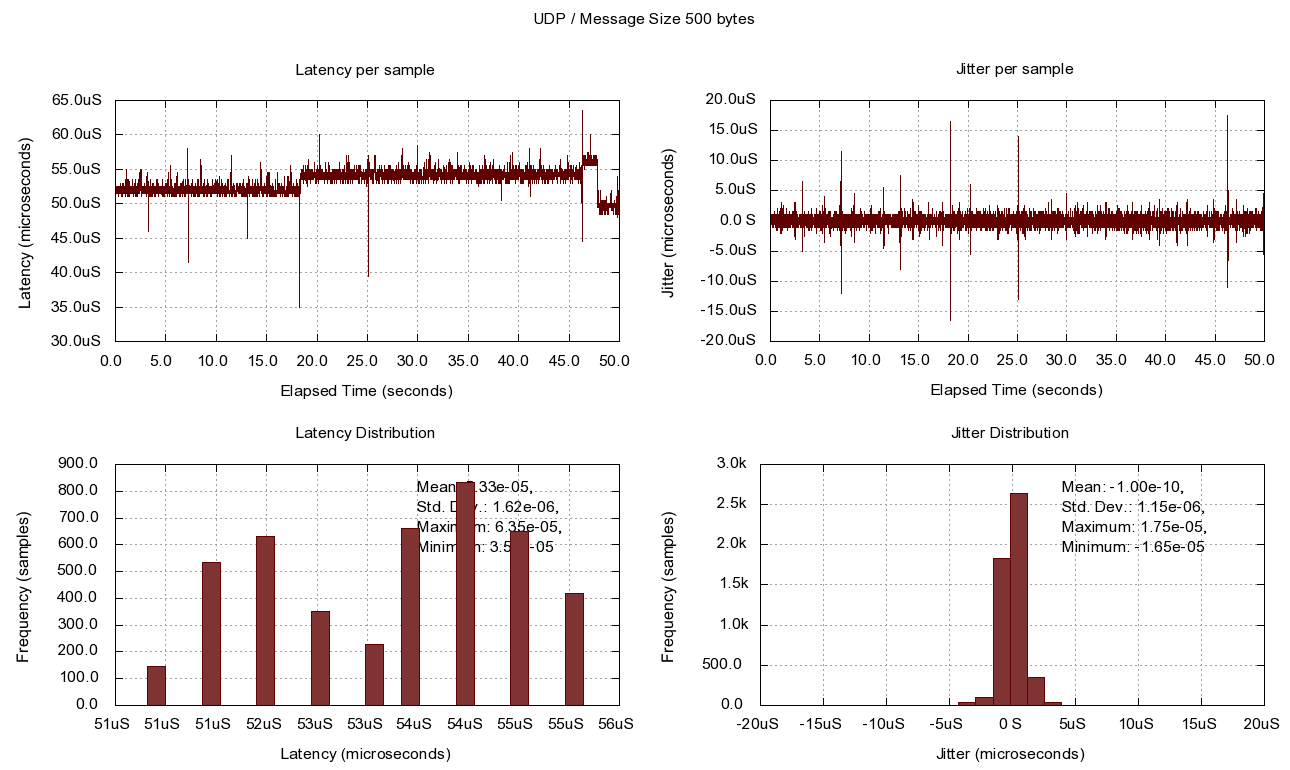 UDP / Message Size 500 bytes
Latency per sample
65.0uS
60.0uS
55.0uS
50.0uS
45.0uS
40.0uS
35.0uS
30.0uS
Latency (microseconds)
0.0 5.0 10.0 15.0 20.0 25.0 30.0 35.0 40.0 45.0 50.0
Elapsed Time (seconds)
Jitter per sample
20.0uS
15.0uS
10.0uS
5.0uS
0.0 S
-5.0uS
-10.0uS
-15.0uS
-20.0uS
Jitter (microseconds)
0.0 5.0 10.0 15.0 20.0 25.0 30.0 35.0 40.0 45.0 50.0
Elapsed Time (seconds)
Latency Distribution
900.0
800.0
700.0
600.0
500.0
400.0
300.0
200.0
100.0
0.0
Frequency (samples)
Mean: .33e-05,
Std. Dev.: 1.62e-06,
Maximum: 6.35e-05,
Minimum: 3.5 -05
51uS 51uS 51uS 52uS 53uS 53uS 54uS 54uS 55uS 55uS 56uS
Latency (microseconds)
Jitter Distribution
3.0k
2.5k
2.0k
1.5k
1.0k
500.0
0.0
Frequency (samples)
Mean: -1.00e-10,
Std. Dev.: 1.15e-06,
Maximum: 1.75e-05,
Minimum: -1.65e-05
-20uS -15uS -10uS -5uS 0 S 5uS 10uS 15uS 20uS
Jitter (microseconds)